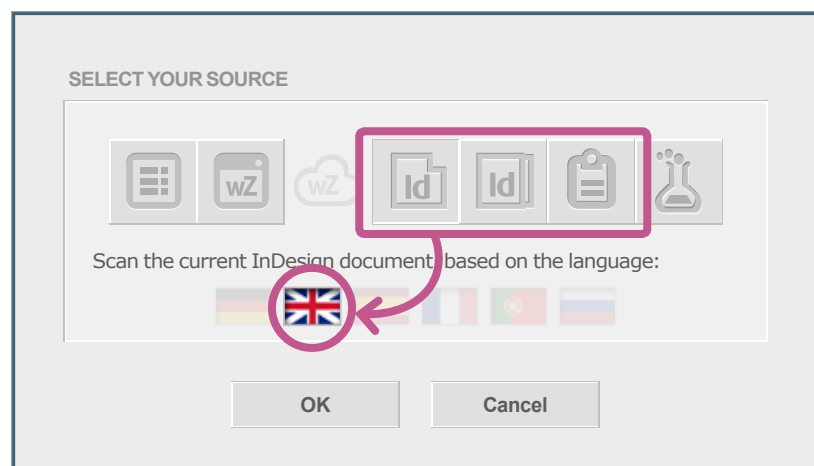 SELECT YOUR SOURCE
wZ wZ Id Id
Scan the current InDesign document, based on the language:
OK Cancel